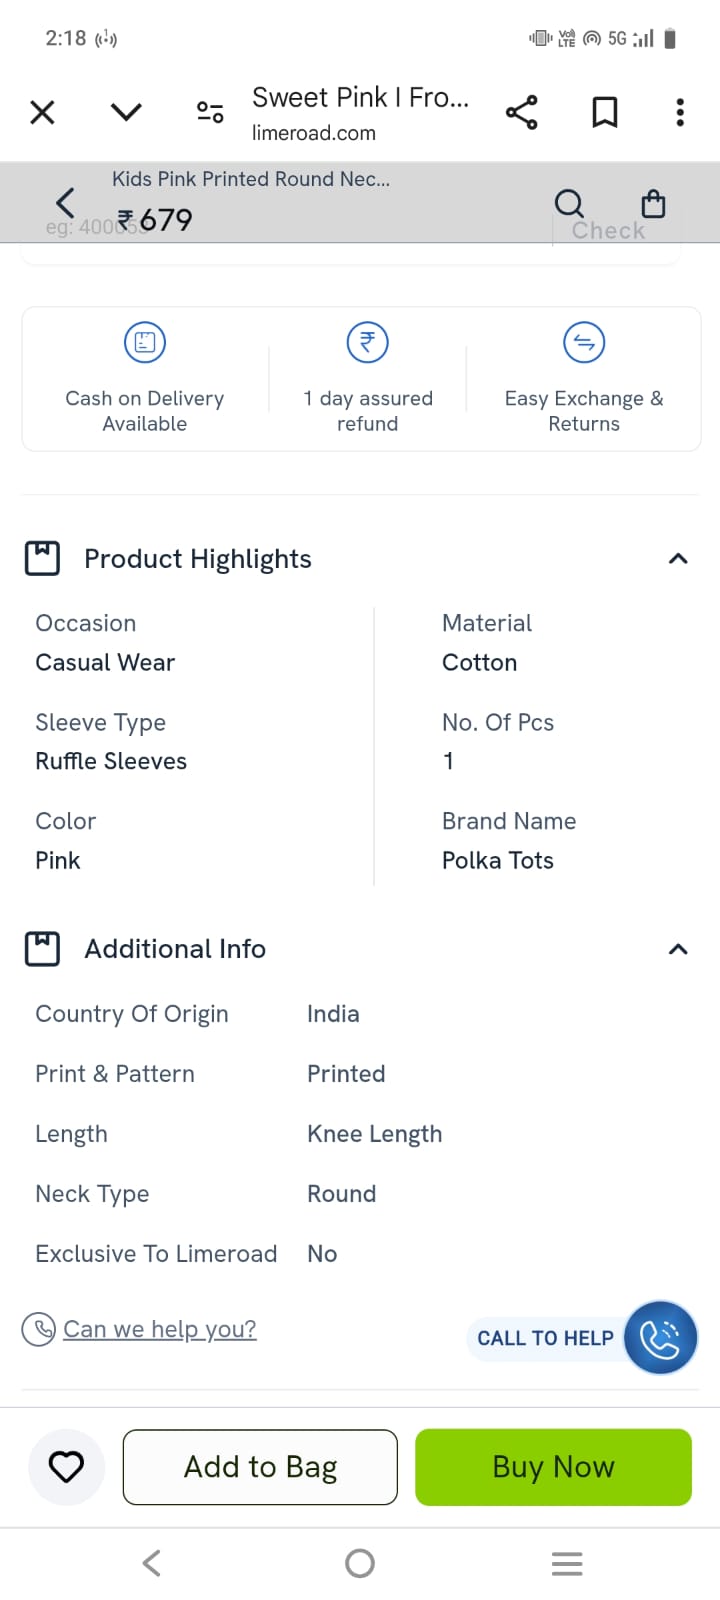 2:18
VoD LTE 5G
Sweet Pink I Fro...
limeroad.com
Kids Pink Printed Round Nec...
₹679
eg: 400053
Check
Cash on Delivery
Available
1 day assured
refund
Easy Exchange &
Returns
Product Highlights
Occasion
Casual Wear
Material
Cotton
Sleeve Type
Ruffle Sleeves
No. Of Pcs
1
Color
Pink
Brand Name
Polka Tots
Additional Info
Country Of Origin India
Print & Pattern Printed
Length Knee Length
Neck Type Round
Exclusive To Limeroad No
Can we help you?
CALL TO HELP
Add to Bag
Buy Now